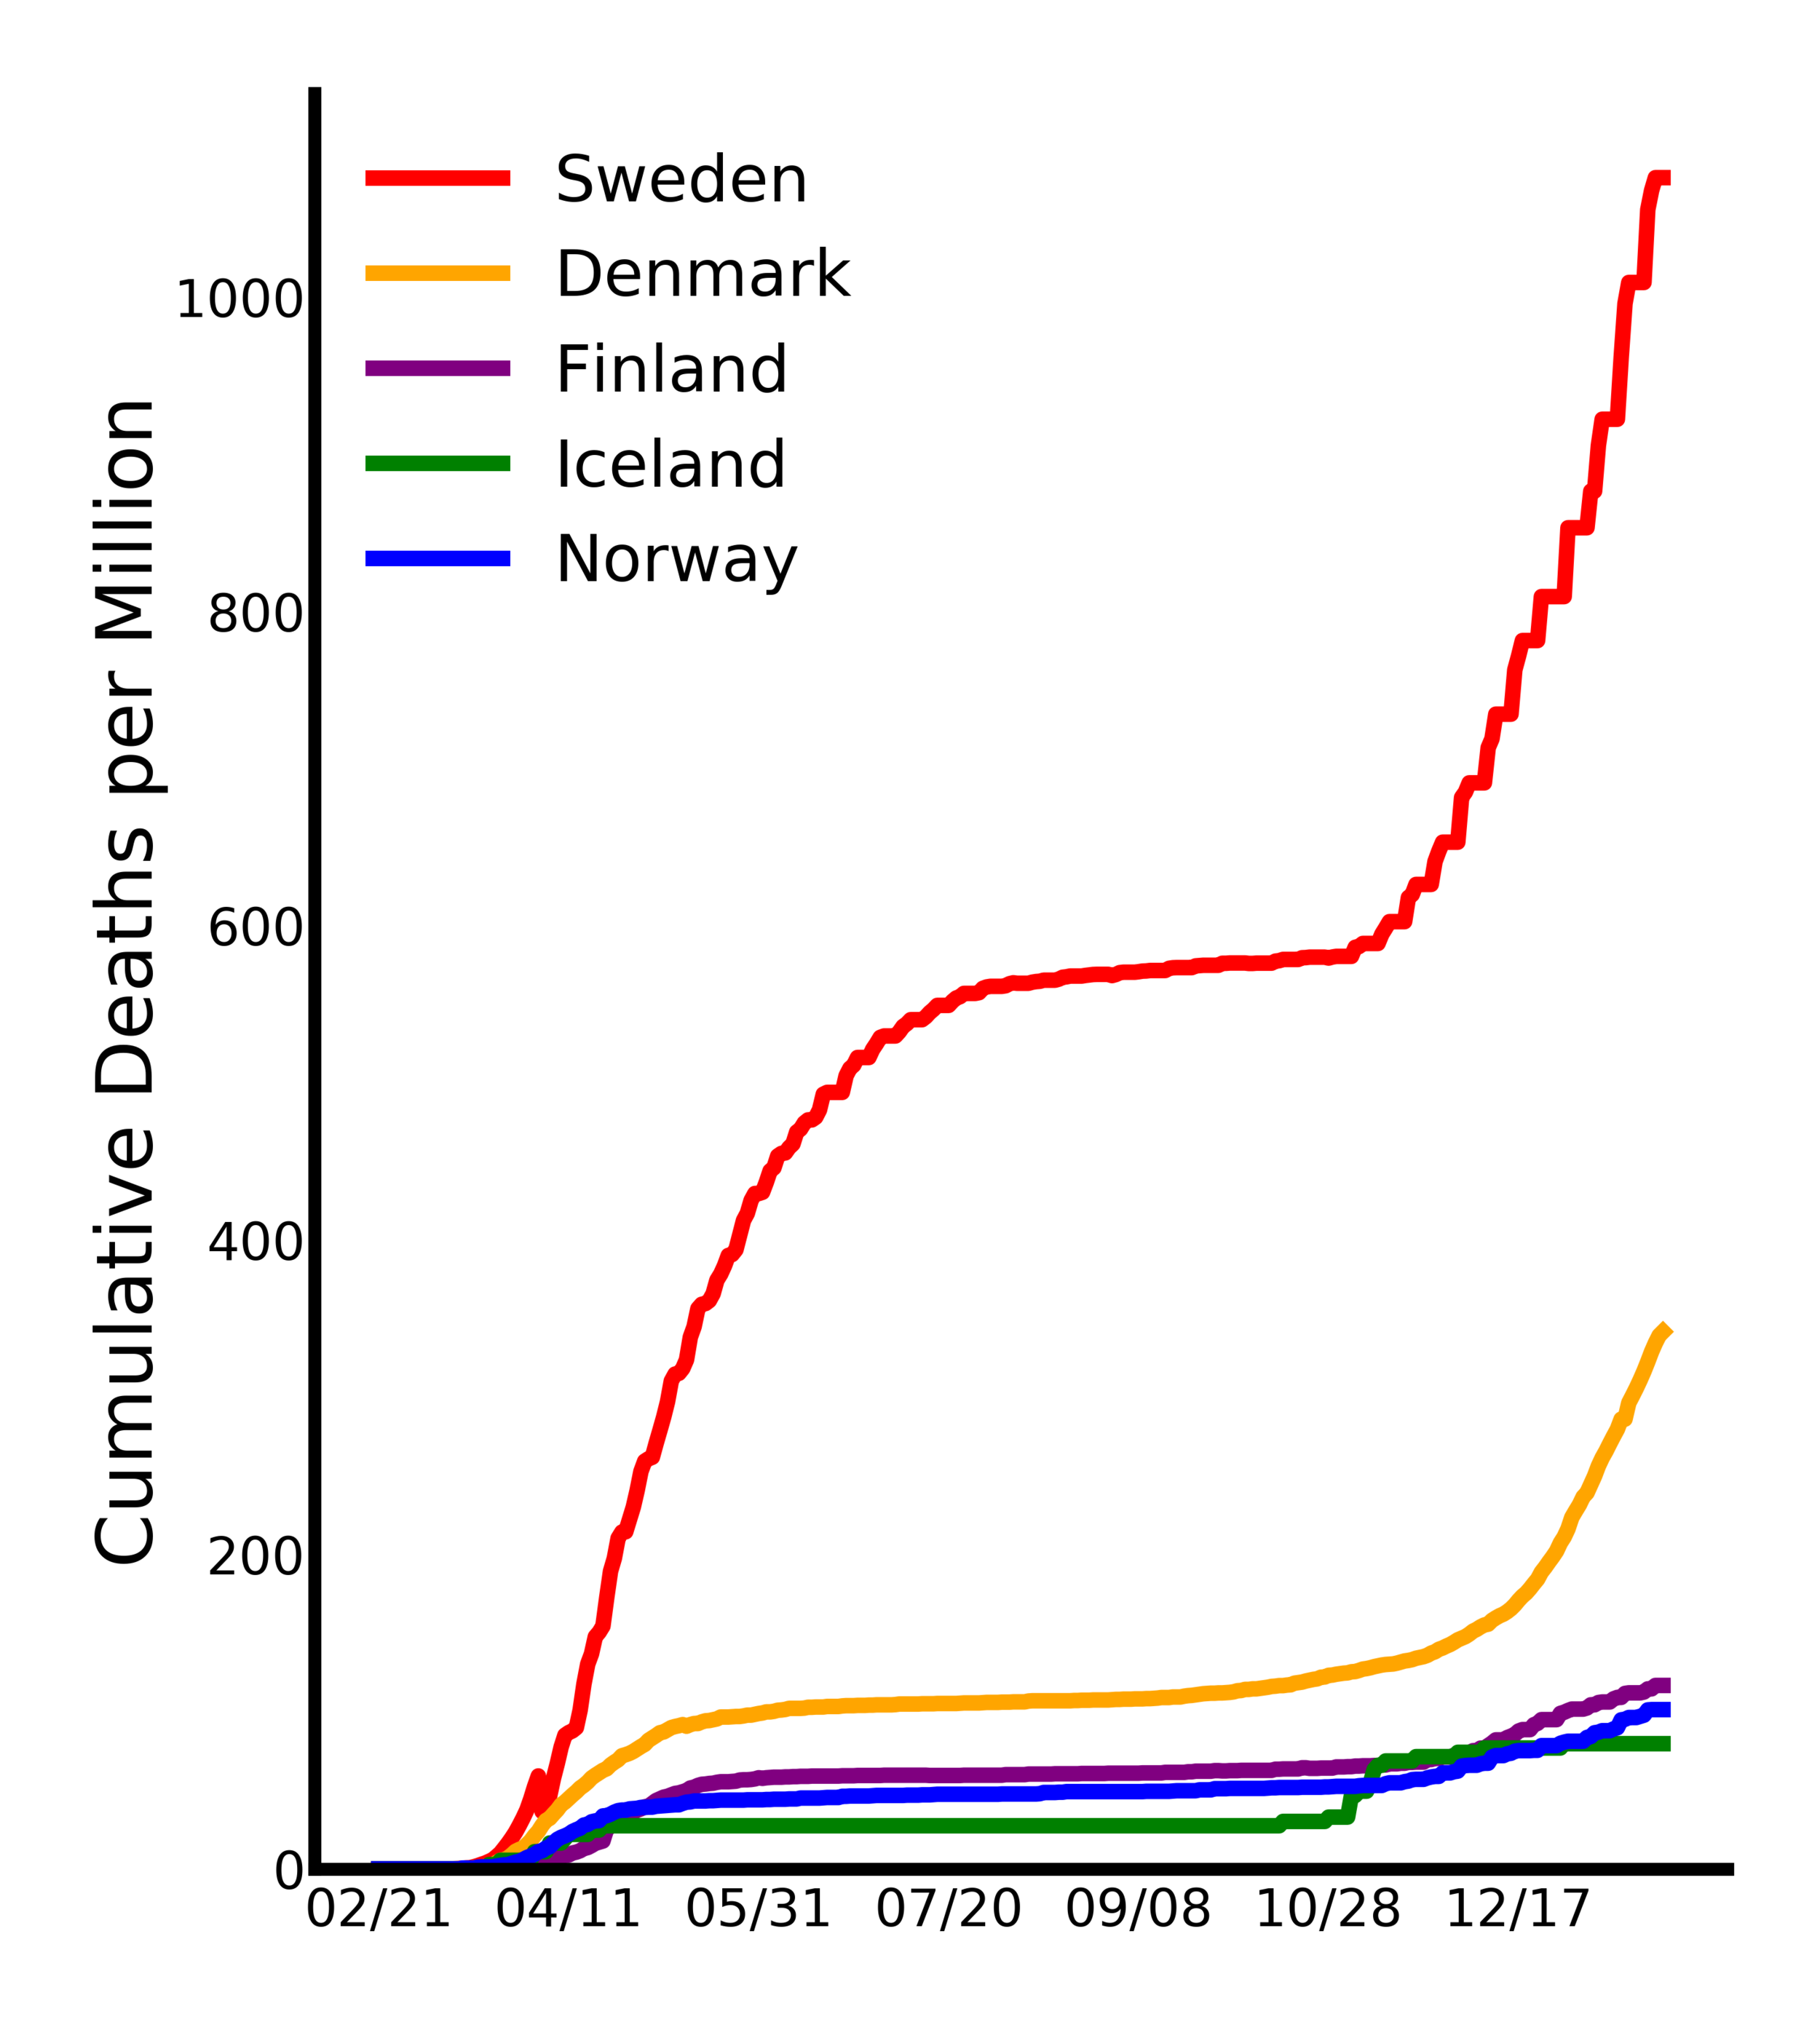 Sweden
Denmark
Finland
Iceland
Norway
Cumulative Deaths per Million
1000
800
600
400
200
0
02/21 04/11 05/31 07/20 09/08 10/28 12/17